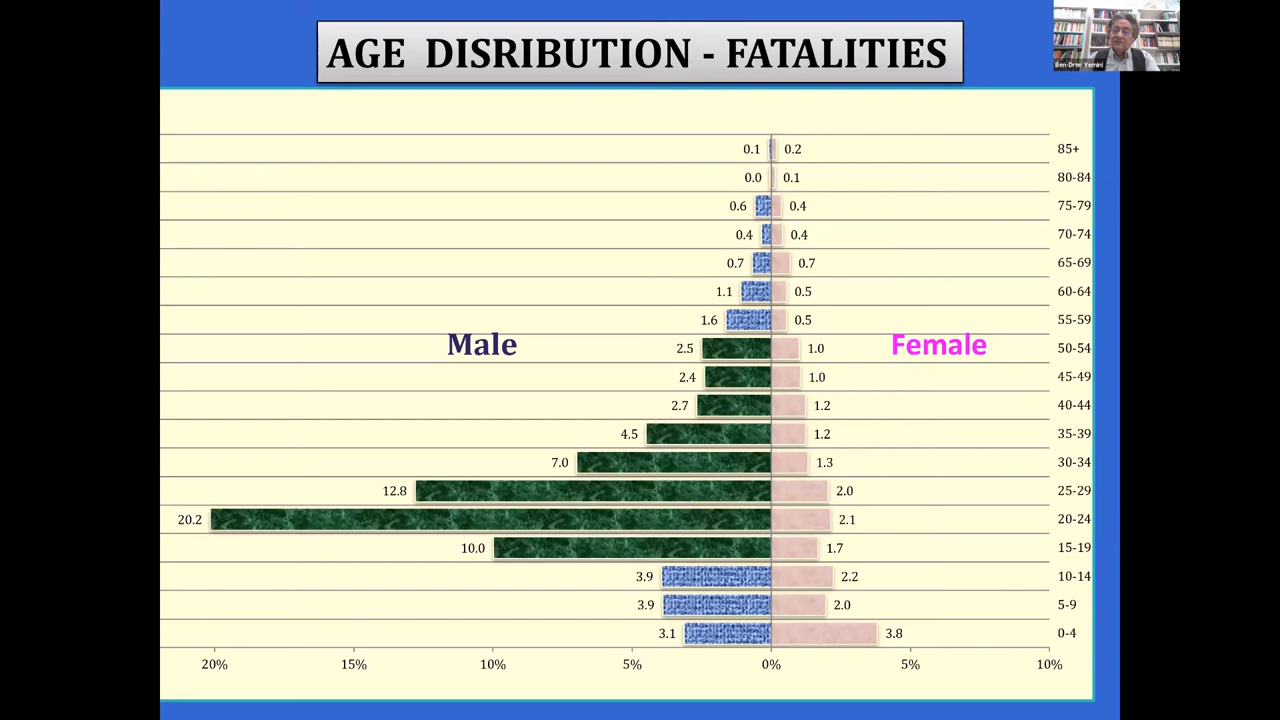 AGE DISRIBUTION - FATALITIES
Ben-Dror Yemini
0.1 0.2 85+
0.0 0.1 80-84
0.6 0.4 75-79
0.4 0.4 70-74
0.7 0.7 65-69
1.1 0.5 60-64
1.6 0.5 55-59
Male Female
2.5 1.0 50-54
2.4 1.0 45-49
2.7 1.2 40-44
4.5 1.2 35-39
7.0 1.3 30-34
12.8 2.0 25-29
20.2 2.1 20-24
10.0 1.7 15-19
3.9 2.2 10-14
3.9 2.0 5-9
3.1 3.8 0-4
20% 15% 10% 5% 0% 5% 10%